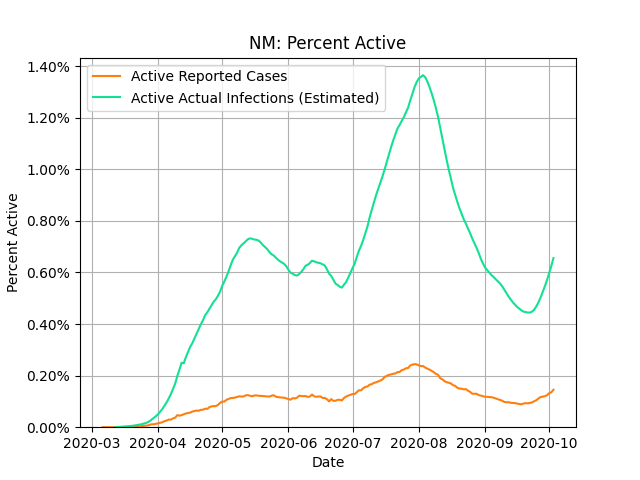 NM: Percent Active
Active Reported Cases
Active Actual Infections (Estimated)
Percent Active
1.40%
1.20%
1.00%
0.80%
0.60%
0.40%
0.20%
0.00%
2020-03 2020-04 2020-05 2020-06 2020-07 2020-08 2020-09 2020-10
Date